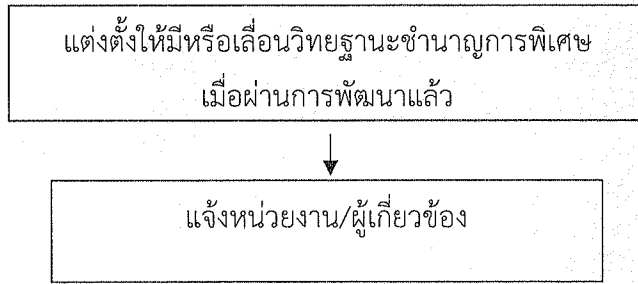 แต่งตั้งให้มีหรือเลื่อนวิทยฐานะชำนาญการพิเศษ
เมื่อผ่านการพัฒนาแล้ว
แจ้งหน่วยงาน/ผู้เกี่ยวข้อง